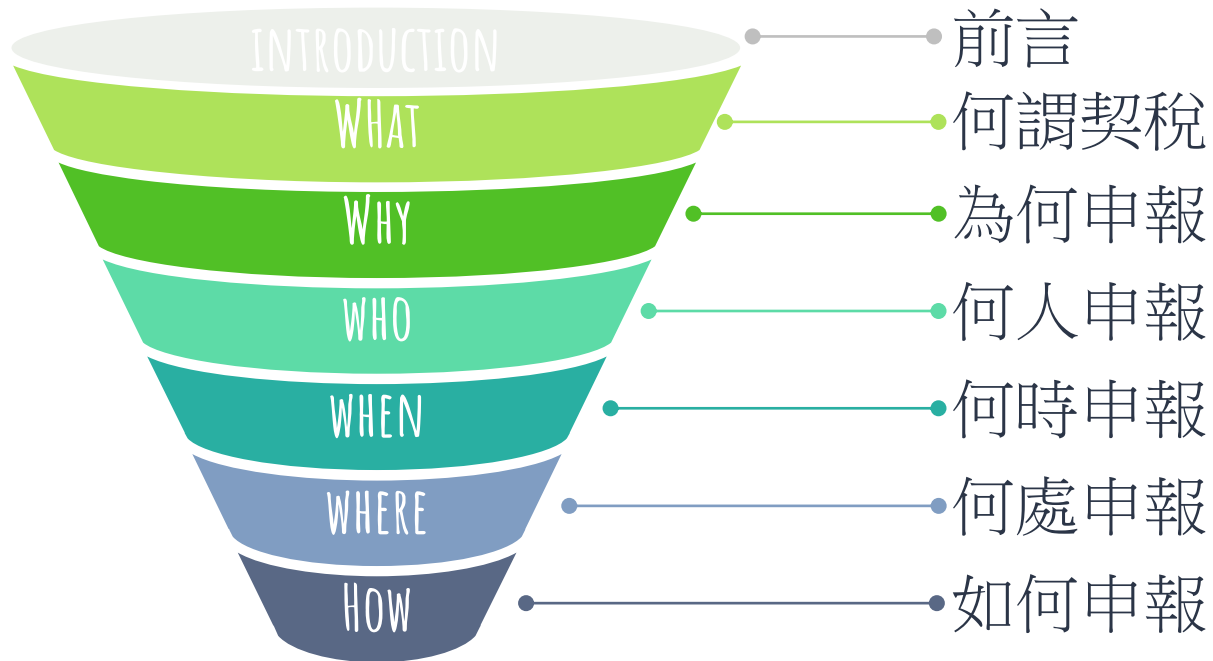 INTRODUCTION
前言
WHAT
何謂契稅
WHY
為何申報
WHO
何人申報
WHEN
何時申報
WHERE
何處申報
HOW
如何申報